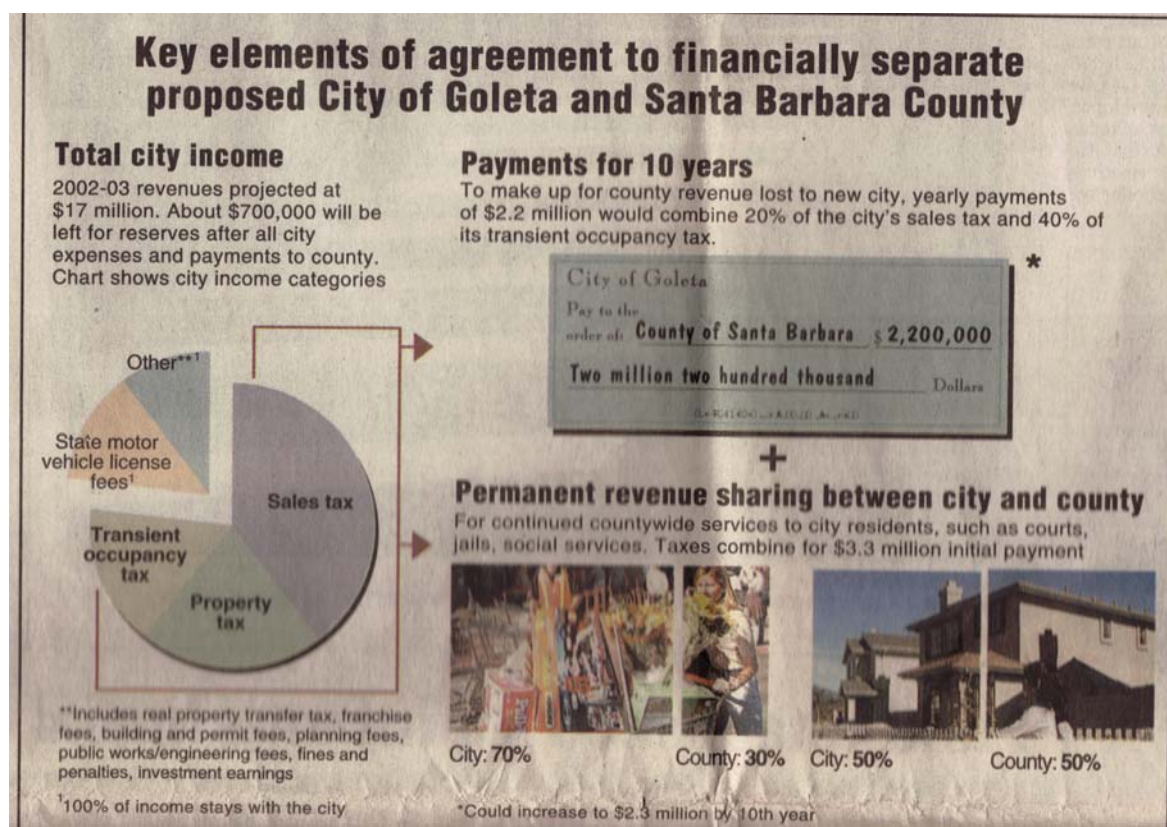 Key elements of agreement to financially separate
proposed City of Goleta and Santa Barbara County
Total city income
2002-03 revenues projected at
$17 million. About $700,000 will be
left for reserves after all city
expenses and payments to county.
Chart shows city income categories
Other**¹
State motor
vehicle license
fees¹
Sales tax
Transient
occupancy
tax
Property
tax
**Includes real property transfer tax, franchise
fees, building and permit fees, planning fees,
public works/engineering fees, fines and
penalties, investment earnings
¹100% of income stays with the city
Payments for 10 years
To make up for county revenue lost to new city, yearly payments
of $2.2 million would combine 20% of the city's sales tax and 40% of
its transient occupancy tax.
*
City of Goleta
Pay to the
order of: County of Santa Barbara $ 2,200,000
Two million two hundred thousand Dollars
+
Permanent revenue sharing between city and county
For continued countywide services to city residents, such as courts,
jails, social services. Taxes combine for $3.3 million initial payment
City: 70%
County: 30%
City: 50%
County: 50%
*Could increase to $2.3 million by 10th year